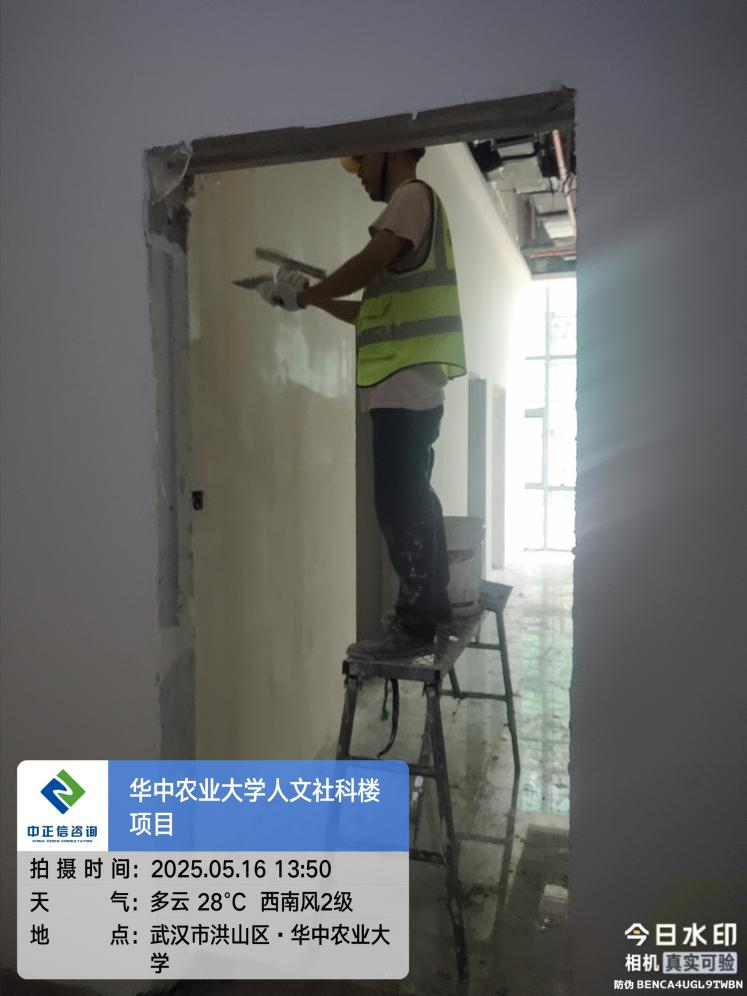 华中农业大学人文社科楼
项目
中正信咨询
CHINA ZEXIN CONSULTATION
拍摄时间: 2025.05.16 13:50
天气: 多云 28℃ 西南风2级
地点: 武汉市洪山区·华中农业大
学
今日水印
相机 真实可验
防伪 BENCA4UGL9TWBN